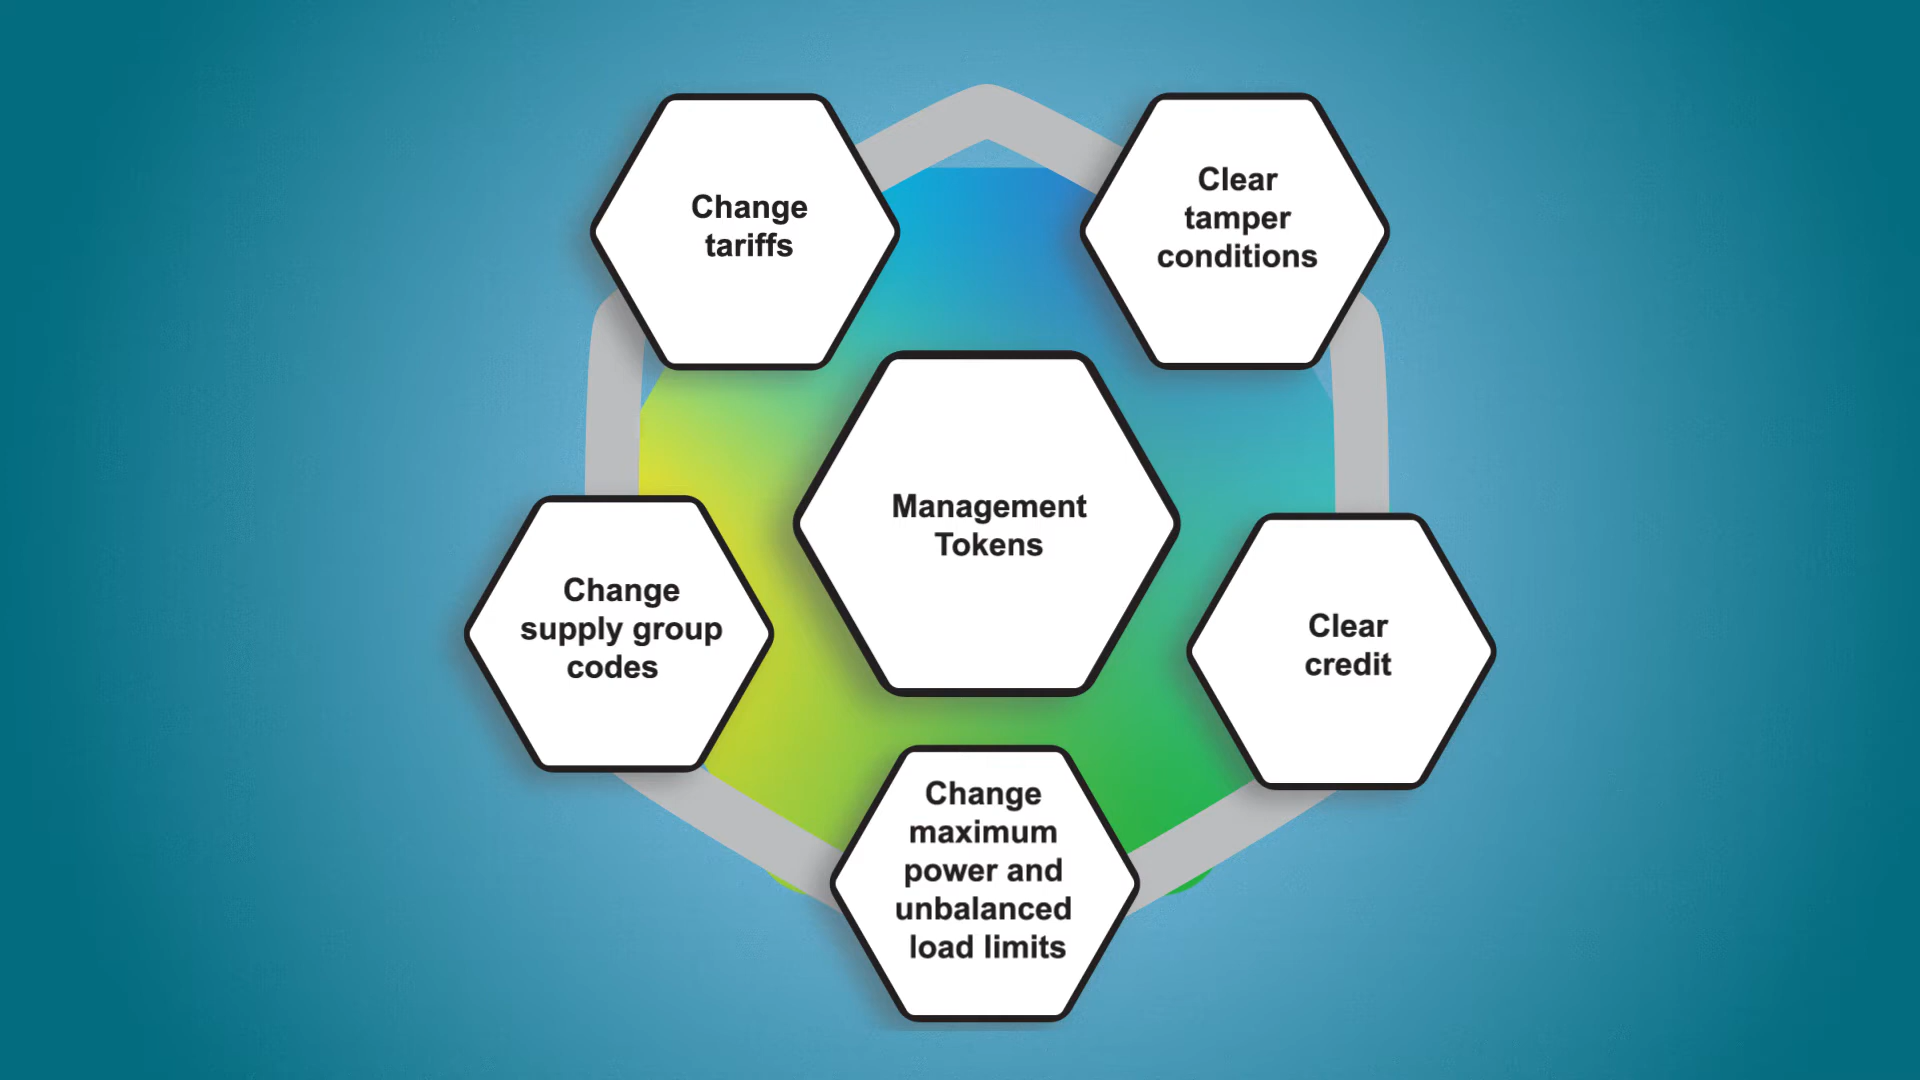 Change
tariffs
Clear
tamper
conditions
Management
Tokens
Change
supply group
codes
Clear
credit
Change
maximum
power and
unbalanced
load limits